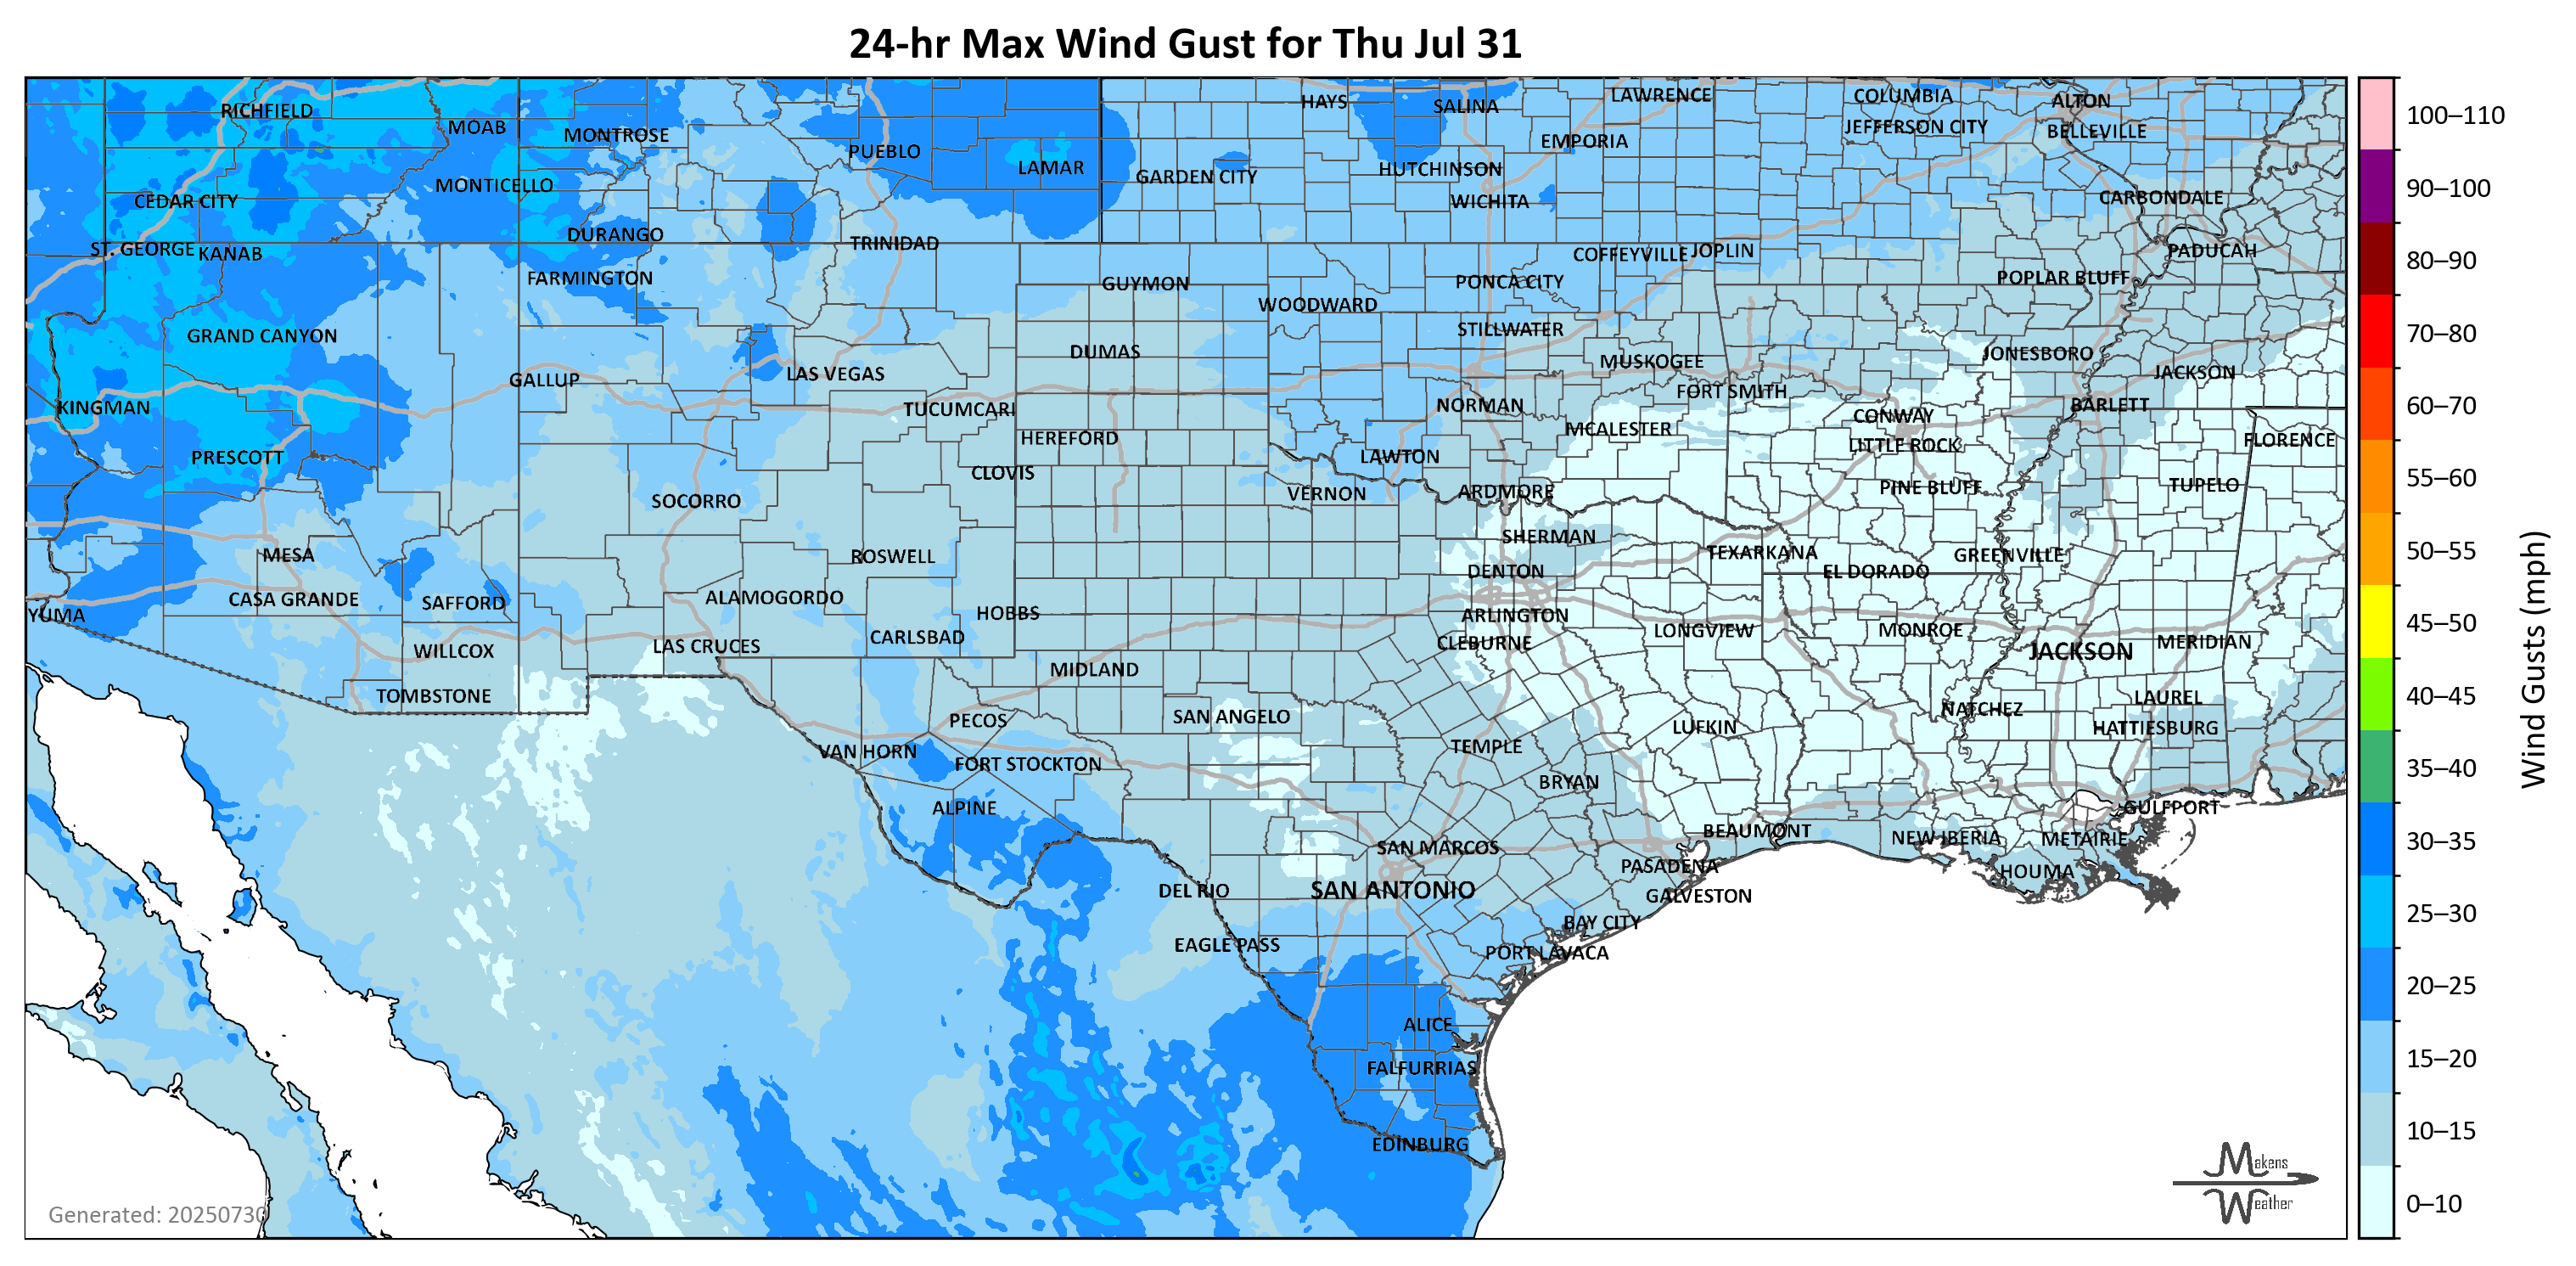 24-hr Max Wind Gust for Thu Jul 31
RICHFIELD
MOAB
MONTROSE
PUEBLO
LAMAR
HAYS
SALINA
LAWRENCE
COLUMBIA
ALTON
EMPORIA
JEFFERSON CITY
BELLEVILLE
MONTICELLO
GARDEN CITY
HUTCHINSON
CEDAR CITY
WICHITA
CARBONDALE
ST. GEORGE
KANAB
DURANGO
TRINIDAD
COFFEYVILLE
JOPLIN
PADUCAH
FARMINGTON
GUYMON
PONCA CITY
POPLAR BLUFF
WOODWARD
GRAND CANYON
STILLWATER
DUMAS
MUSKOGEE
JONESBORO
GALLUP
LAS VEGAS
FORT SMITH
JACKSON
KINGMAN
TUCUMCARI
NORMAN
CONWAY
BARLETT
HEREFORD
MCALESTER
LITTLE ROCK
FLORENCE
PRESCOTT
CLOVIS
LAWTON
SOCORRO
VERNON
ARDMORE
PINE BLUFF
TUPELO
MESA
ROSWELL
SHERMAN
TEXARKANA
GREENVILLE
DENTON
EL DORADO
CASA GRANDE
SAFFORD
ALAMOGORDO
HOBBS
ARLINGTON
YUMA
CARLSBAD
CLEBURNE
LONGVIEW
MONROE
WILLCOX
LAS CRUCES
JACKSON
MERIDIAN
MIDLAND
TOMBSTONE
PECOS
SAN ANGELO
LUFKIN
NATCHEZ
LAUREL
HATTIESBURG
VAN HORN
FORT STOCKTON
TEMPLE
BRYAN
ALPINE
GULFPORT
BEAUMONT
NEW IBERIA
METAIRIE
SAN MARCOS
PASADENA
HOUMA
DEL RIO
SAN ANTONIO
GALVESTON
BAY CITY
EAGLE PASS
PORT LAVACA
ALICE
FALFURRIAS
EDINBURG
Generated: 20250730
Makens
Weather
100–110
90–100
80–90
70–80
60–70
55–60
50–55
45–50
40–45
35–40
30–35
25–30
20–25
15–20
10–15
0–10
Wind Gusts (mph)